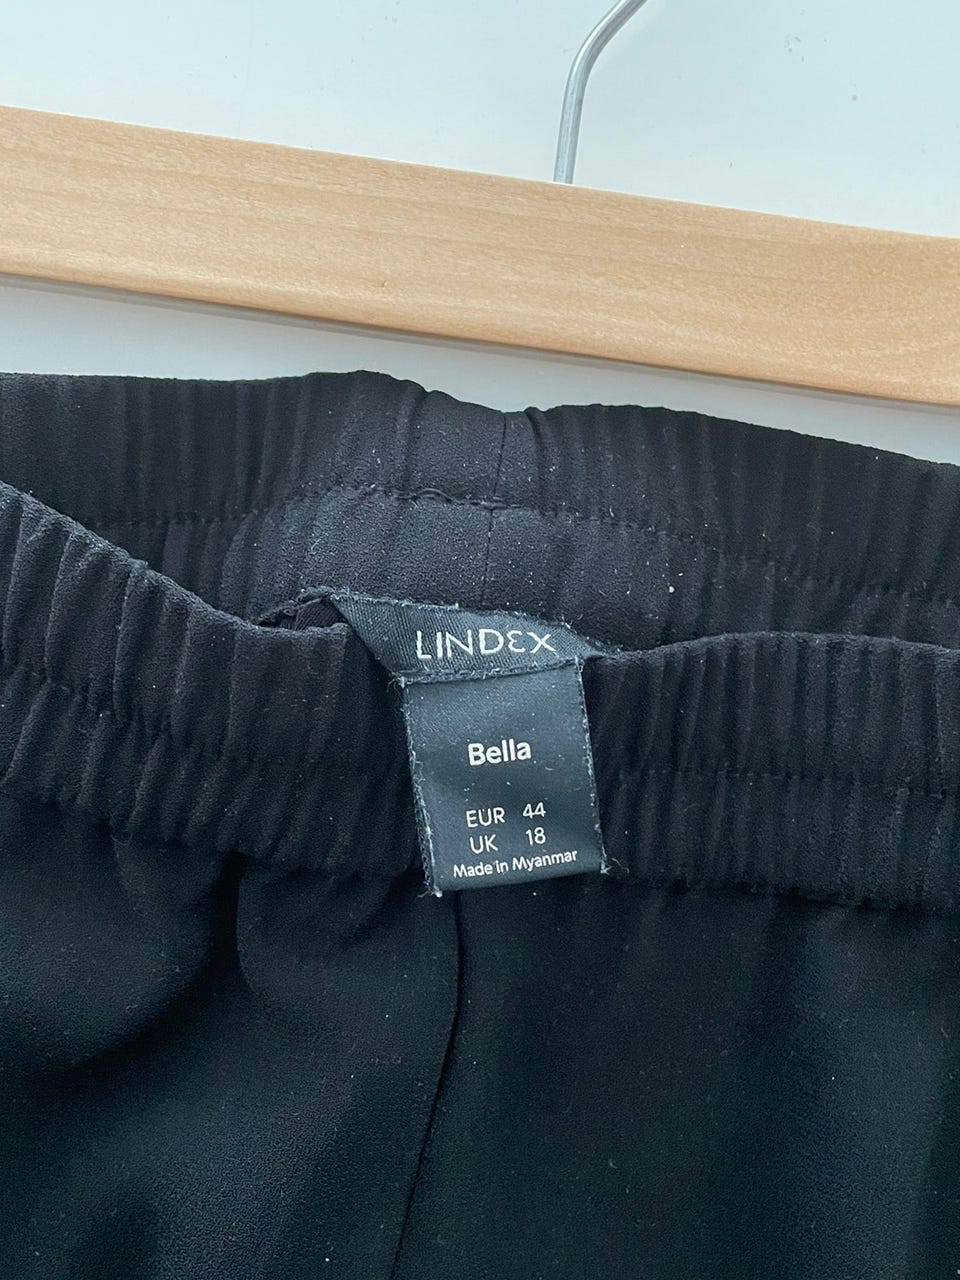 LINDEX
Bella
EUR 44
UK 18
Made in Myanmar